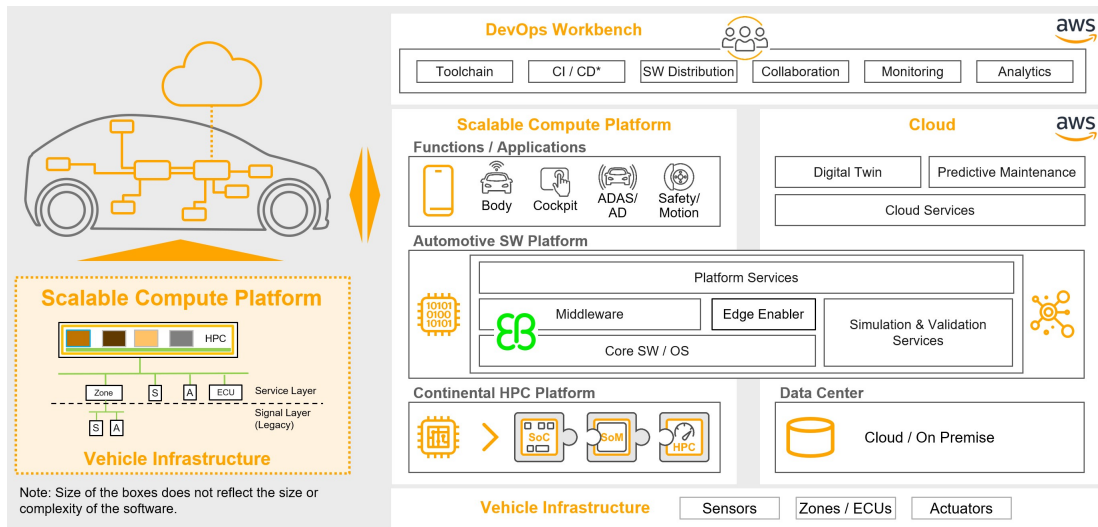 DevOps Workbench
aws
Toolchain
CI / CD*
SW Distribution
Collaboration
Monitoring
Analytics
Scalable Compute Platform
Functions / Applications
Body
Cockpit
ADAS/
AD
Safety/
Motion
Cloud
aws
Digital Twin
Predictive Maintenance
Cloud Services
Automotive SW Platform
10101
0100
10101
Platform Services
Middleware
Edge Enabler
EB
Core SW / OS
Simulation & Validation
Services
Continental HPC Platform
SoC
SoM
HPC
Data Center
Cloud / On Premise
Vehicle Infrastructure
Sensors
Zones / ECUs
Actuators
Scalable Compute Platform
HPC
Zone
S
A
ECU
Service Layer
Signal Layer
(Legacy)
S
A
Vehicle Infrastructure
Note: Size of the boxes does not reflect the size or
complexity of the software.